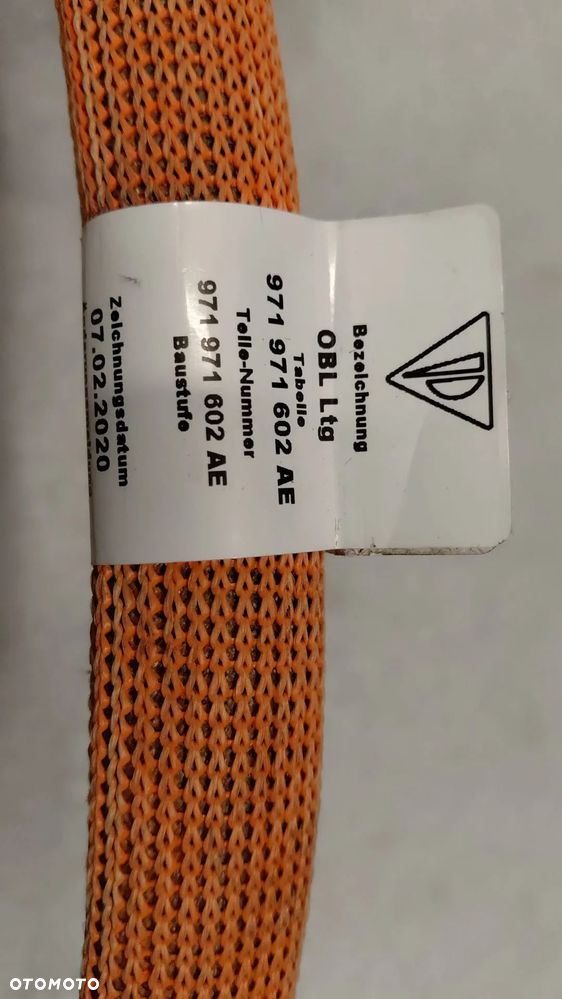 Bezeichnung
OBL Ltg
Tabelle
971 971 602 AE
Teile-Nummer
971 971 602 AE
Baustufe
Zeichnungsdatum
07.02.2020
OTOMOTO